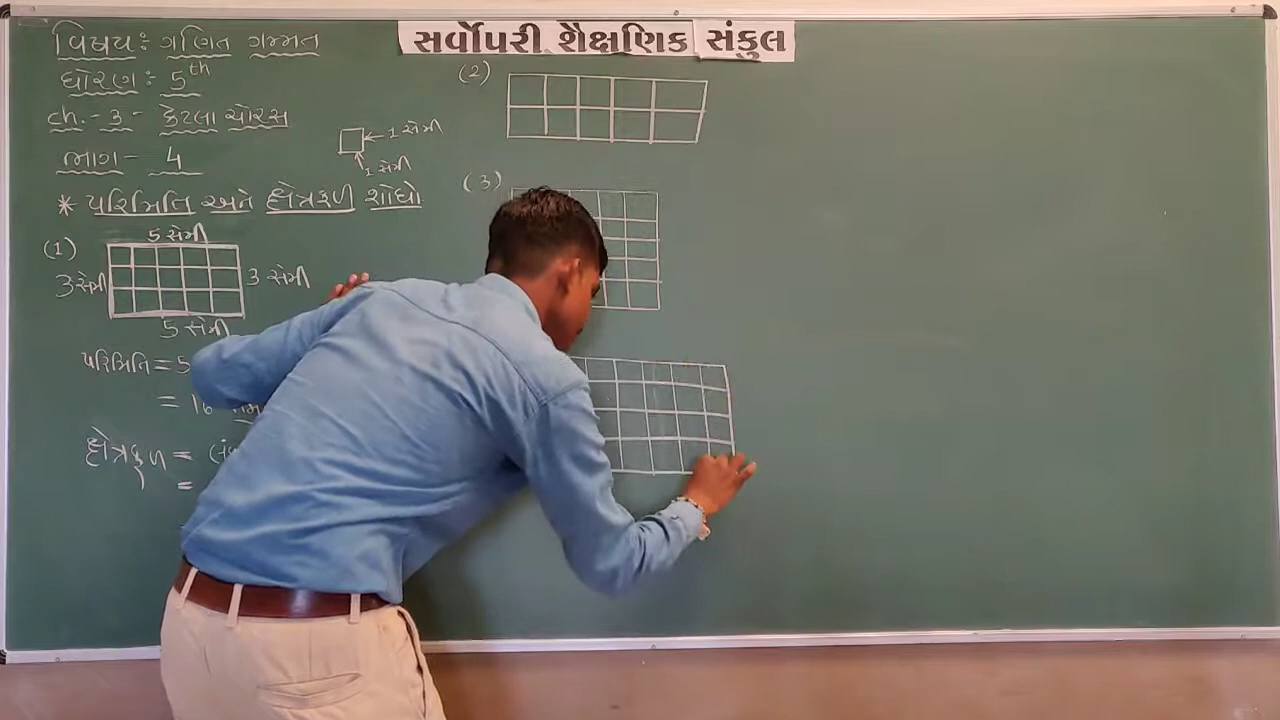 સર્વોપરી શૈક્ષણિક સંકુલ
વિષય: ગણિત ગમ્મત
ધોરણ: 5th
ch.- 3 - કેટલા ચોરસ
ભાગ - 4
1 સેમી
1 સેમી
* પરિમિતિ અને ક્ષેત્રફળ શોધો
(1)
5 સેમી
3 સેમી
3 સેમી
5 સેમી
પરિમિતિ = 5
= 16
ક્ષેત્રફળ =
=
(2)
(3)